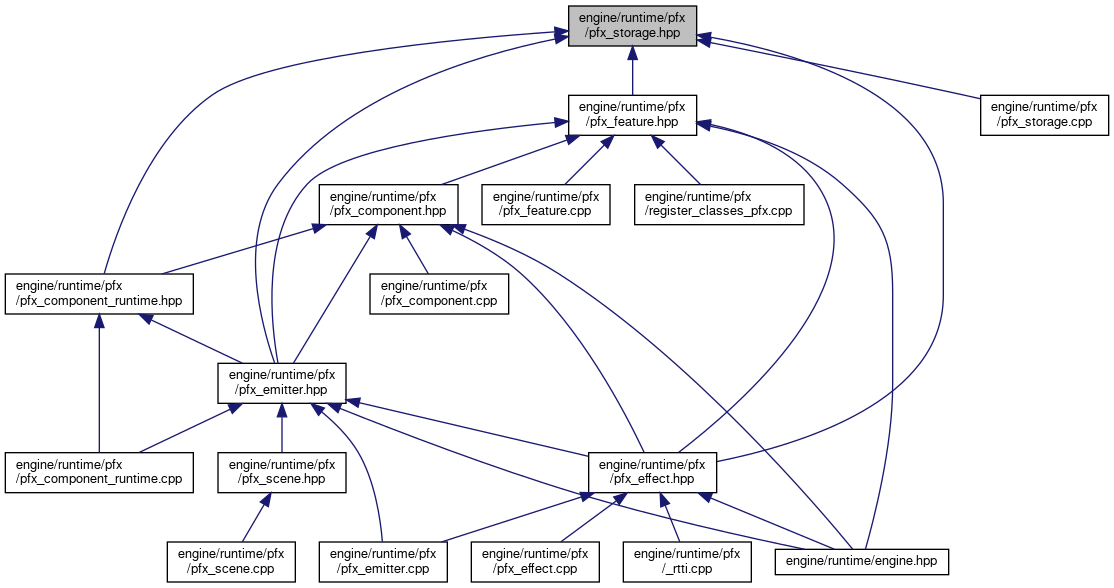 engine/runtime/pfx
/pfx_storage.hpp
engine/runtime/pfx
/pfx_feature.hpp
engine/runtime/pfx
/pfx_storage.cpp
engine/runtime/pfx
/pfx_component.hpp
engine/runtime/pfx
/pfx_feature.cpp
engine/runtime/pfx
/register_classes_pfx.cpp
engine/runtime/pfx
/pfx_component_runtime.hpp
engine/runtime/pfx
/pfx_component.cpp
engine/runtime/pfx
/pfx_emitter.hpp
engine/runtime/pfx
/pfx_component_runtime.cpp
engine/runtime/pfx
/pfx_scene.hpp
engine/runtime/pfx
/pfx_effect.hpp
engine/runtime/pfx
/pfx_scene.cpp
engine/runtime/pfx
/pfx_emitter.cpp
engine/runtime/pfx
/pfx_effect.cpp
engine/runtime/pfx
/_rtti.cpp
engine/runtime/engine.hpp